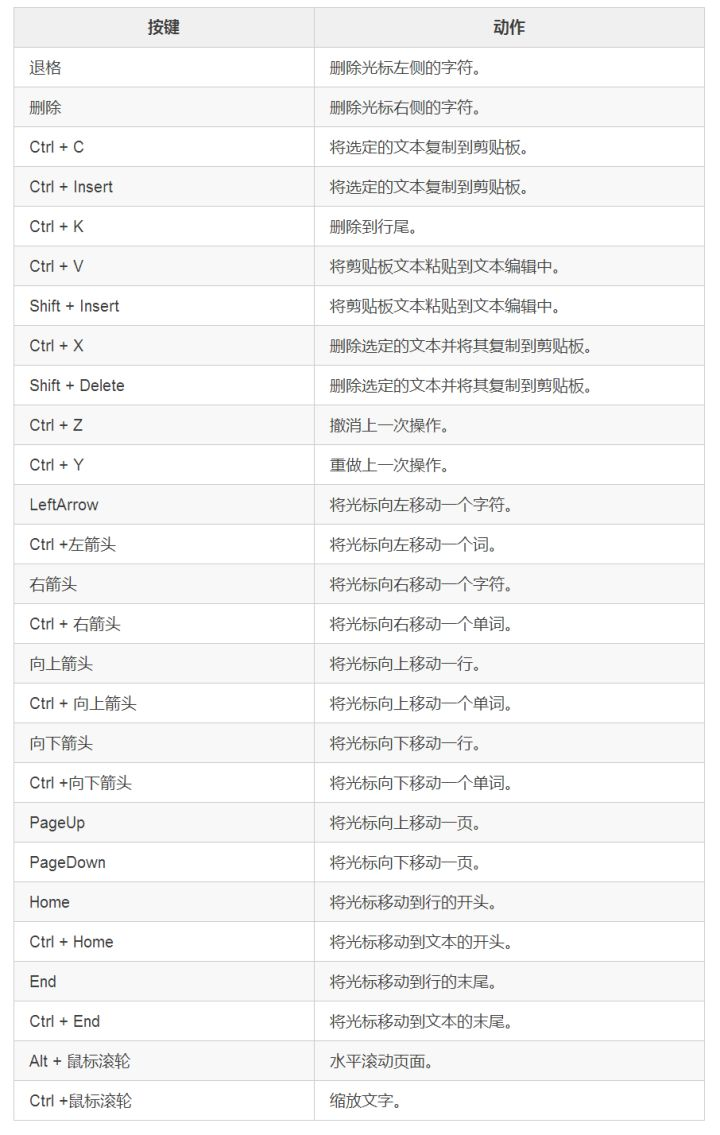 按键 动作
退格 删除光标左侧的字符。
删除 删除光标右侧的字符。
Ctrl + C 将选定的文本复制到剪贴板。
Ctrl + Insert 将选定的文本复制到剪贴板。
Ctrl + K 删除到行尾。
Ctrl + V 将剪贴板文本粘贴到文本编辑中。
Shift + Insert 将剪贴板文本粘贴到文本编辑中。
Ctrl + X 删除选定的文本并将其复制到剪贴板。
Shift + Delete 删除选定的文本并将其复制到剪贴板。
Ctrl + Z 撤消上一次操作。
Ctrl + Y 重做上一次操作。
LeftArrow 将光标向左移动一个字符。
Ctrl +左箭头 将光标向左移动一个词。
右箭头 将光标向右移动一个字符。
Ctrl + 右箭头 将光标向右移动一个单词。
向上箭头 将光标向上移动一行。
Ctrl + 向上箭头 将光标向上移动一个单词。
向下箭头 将光标向下移动一行。
Ctrl +向下箭头 将光标向下移动一个单词。
PageUp 将光标向上移动一页。
PageDown 将光标向下移动一页。
Home 将光标移动到行的开头。
Ctrl + Home 将光标移动到文本的开头。
End 将光标移动到行的末尾。
Ctrl + End 将光标移动到文本的末尾。
Alt + 鼠标滚轮 水平滚动页面。
Ctrl +鼠标滚轮 缩放文字。